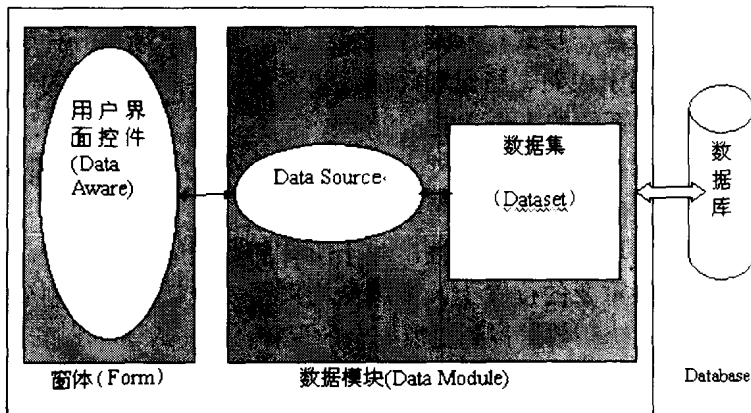 用户界
面控件
(Data
Aware)
Data Source
数据集
(Dataset)
数
据
库
窗体(Form)
数据模块(Data Module)
Database